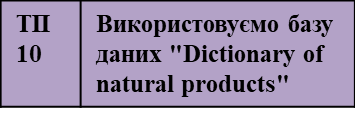 ТП
10
Використовуємо базу
даних "Dictionary of
natural products"